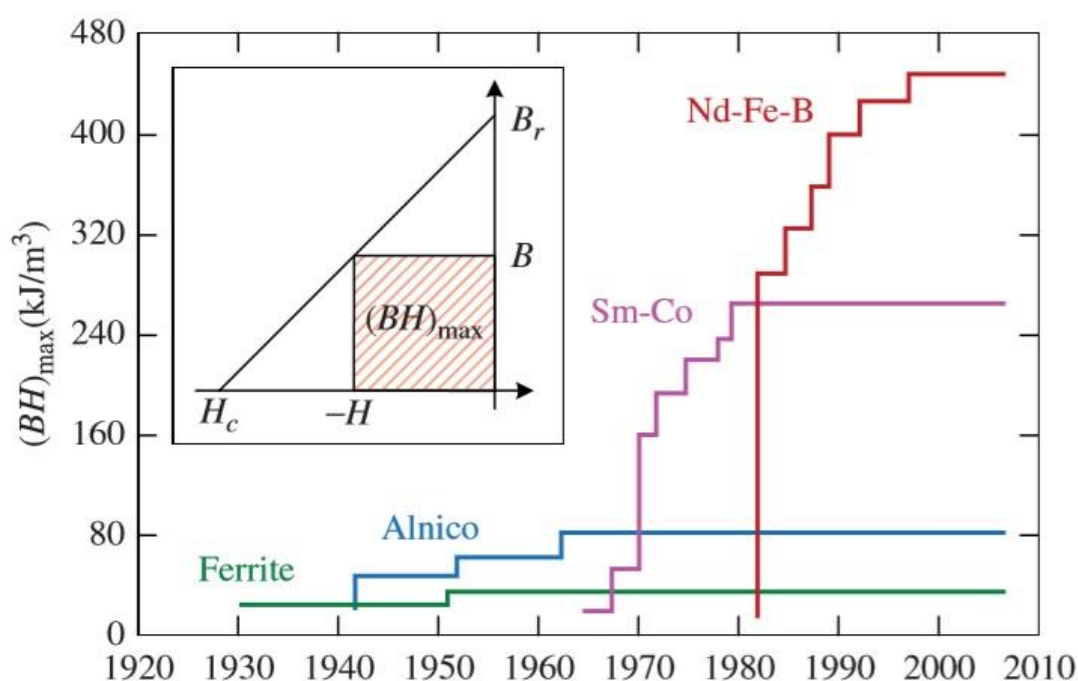 (BH)max(kJ/m³)
480
400
320
240
160
80
0
1920 1930 1940 1950 1960 1970 1980 1990 2000 2010
Br
B
(BH)max
Hc
−H
Nd-Fe-B
Sm-Co
Alnico
Ferrite